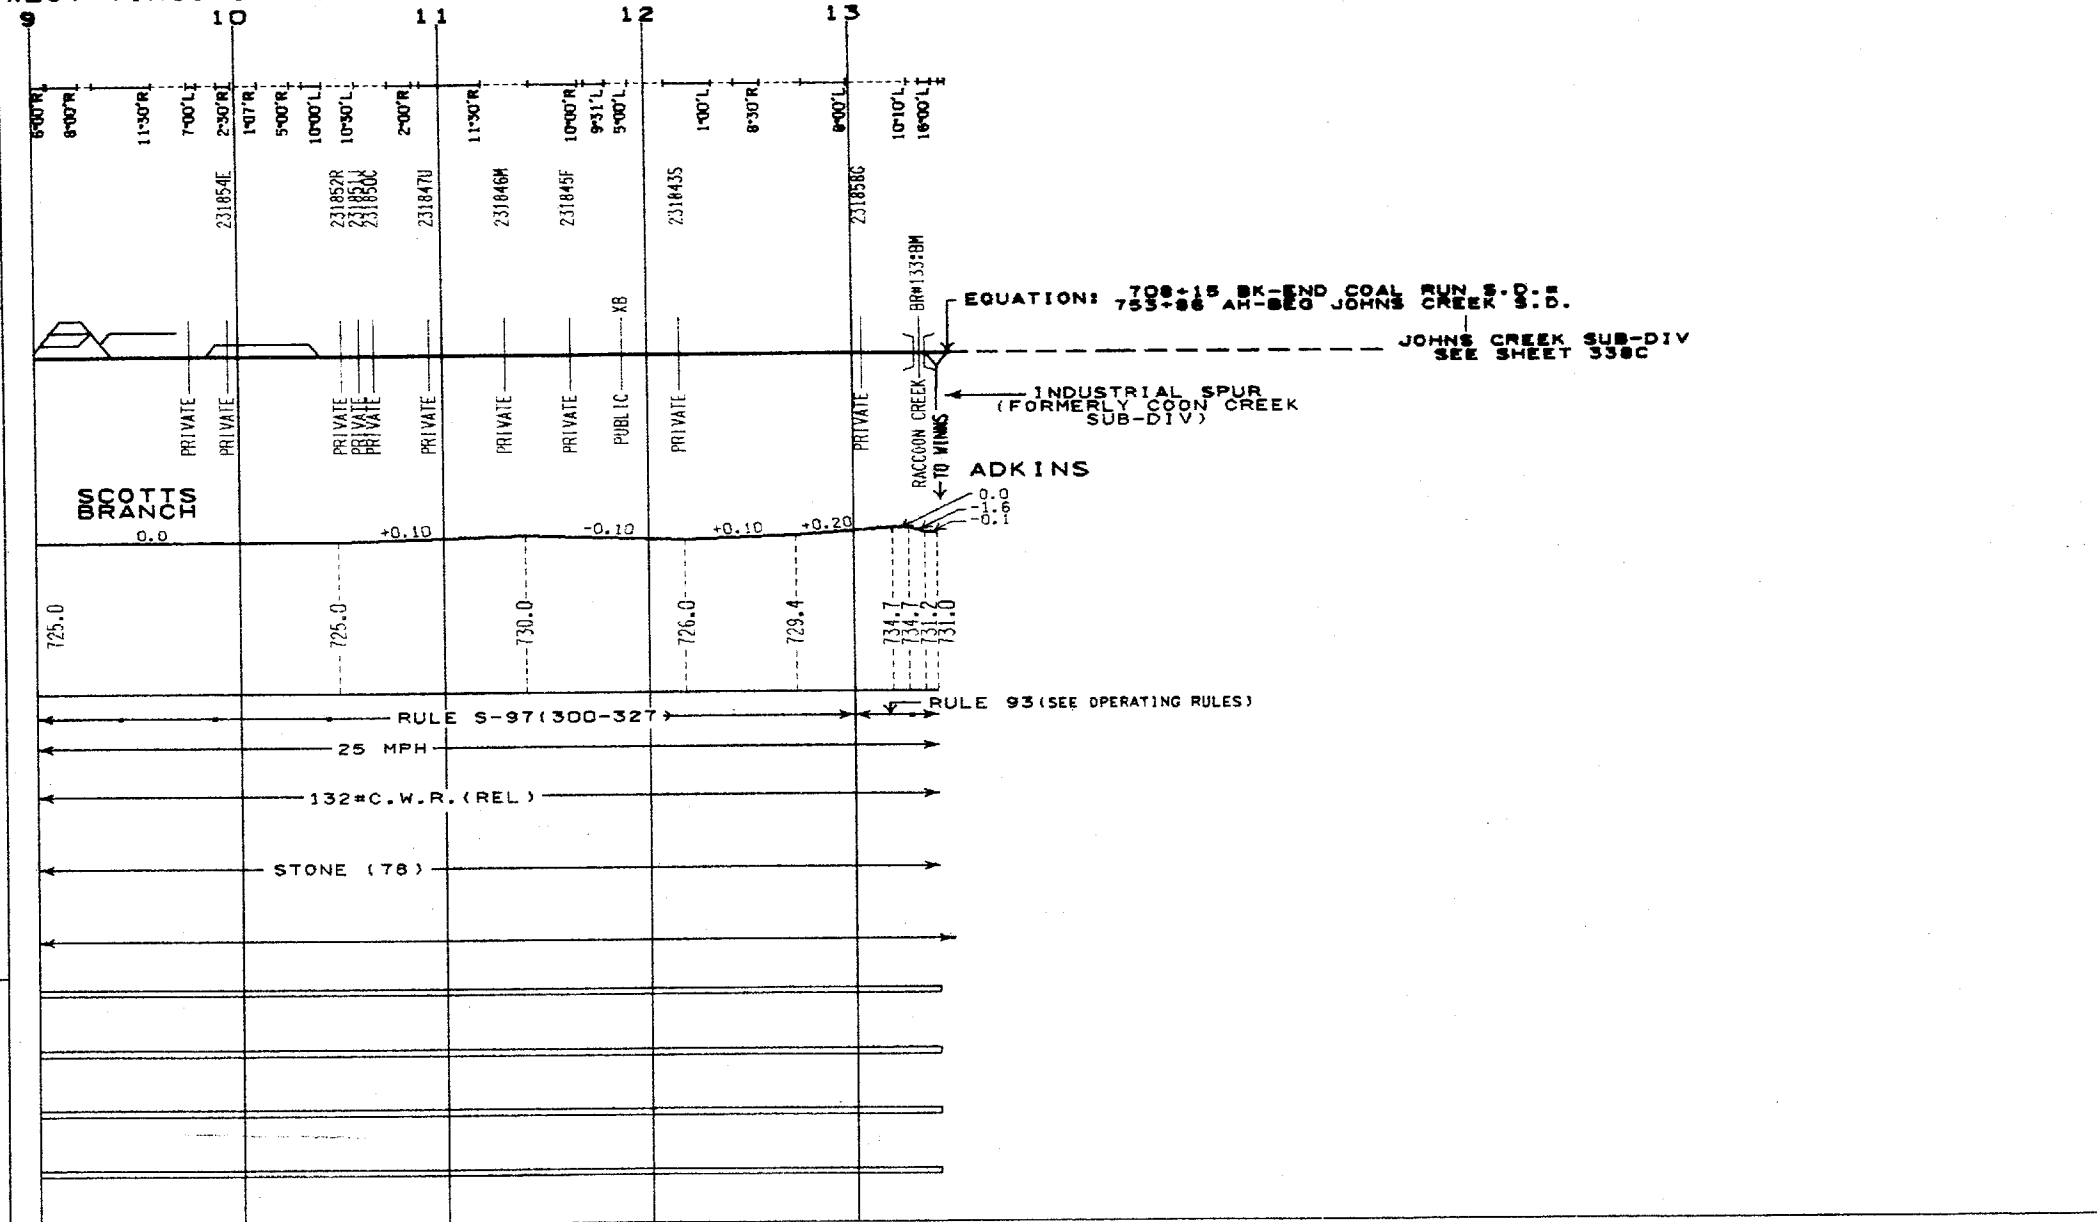 9 10 11 12 13
6°00'R 8°00'R 11°30'R 7°00'L 2°30'R 1°07'R 5°00'R 10°00'L 10°30'L 2°00'R 11°30'R 10°00'R 9°31'L 5°00'L 1°00'L 8°30'R 8°00'L 10°10'L 16°00'L
231854E 231852R 231851J 231850C 231847U 231846M 231845F 231843S 231858G
XB
EQUATION: 708+15 BK-END COAL RUN S.D.=
753+86 AH-BEG JOHNS CREEK S.D.
JOHNS CREEK SUB-DIV
SEE SHEET 338C
INDUSTRIAL SPUR
(FORMERLY COON CREEK
SUB-DIV)
PRIVATE PRIVATE PRIVATE PRIVATE PRIVATE PRIVATE PRIVATE PRIVATE PUBLIC PRIVATE PRIVATE RACCOON CREEK TO WINNS
ADKINS
SCOTTS
BRANCH
0.0
-1.6
-0.1
0.0 +0.10 -0.10 +0.10 +0.20
725.0 725.0 730.0 726.0 729.4 734.7 734.7 731.2 731.0
RULE S-97(300-327)
RULE 93(SEE OPERATING RULES)
25 MPH
132#C.W.R.(REL)
STONE (78)